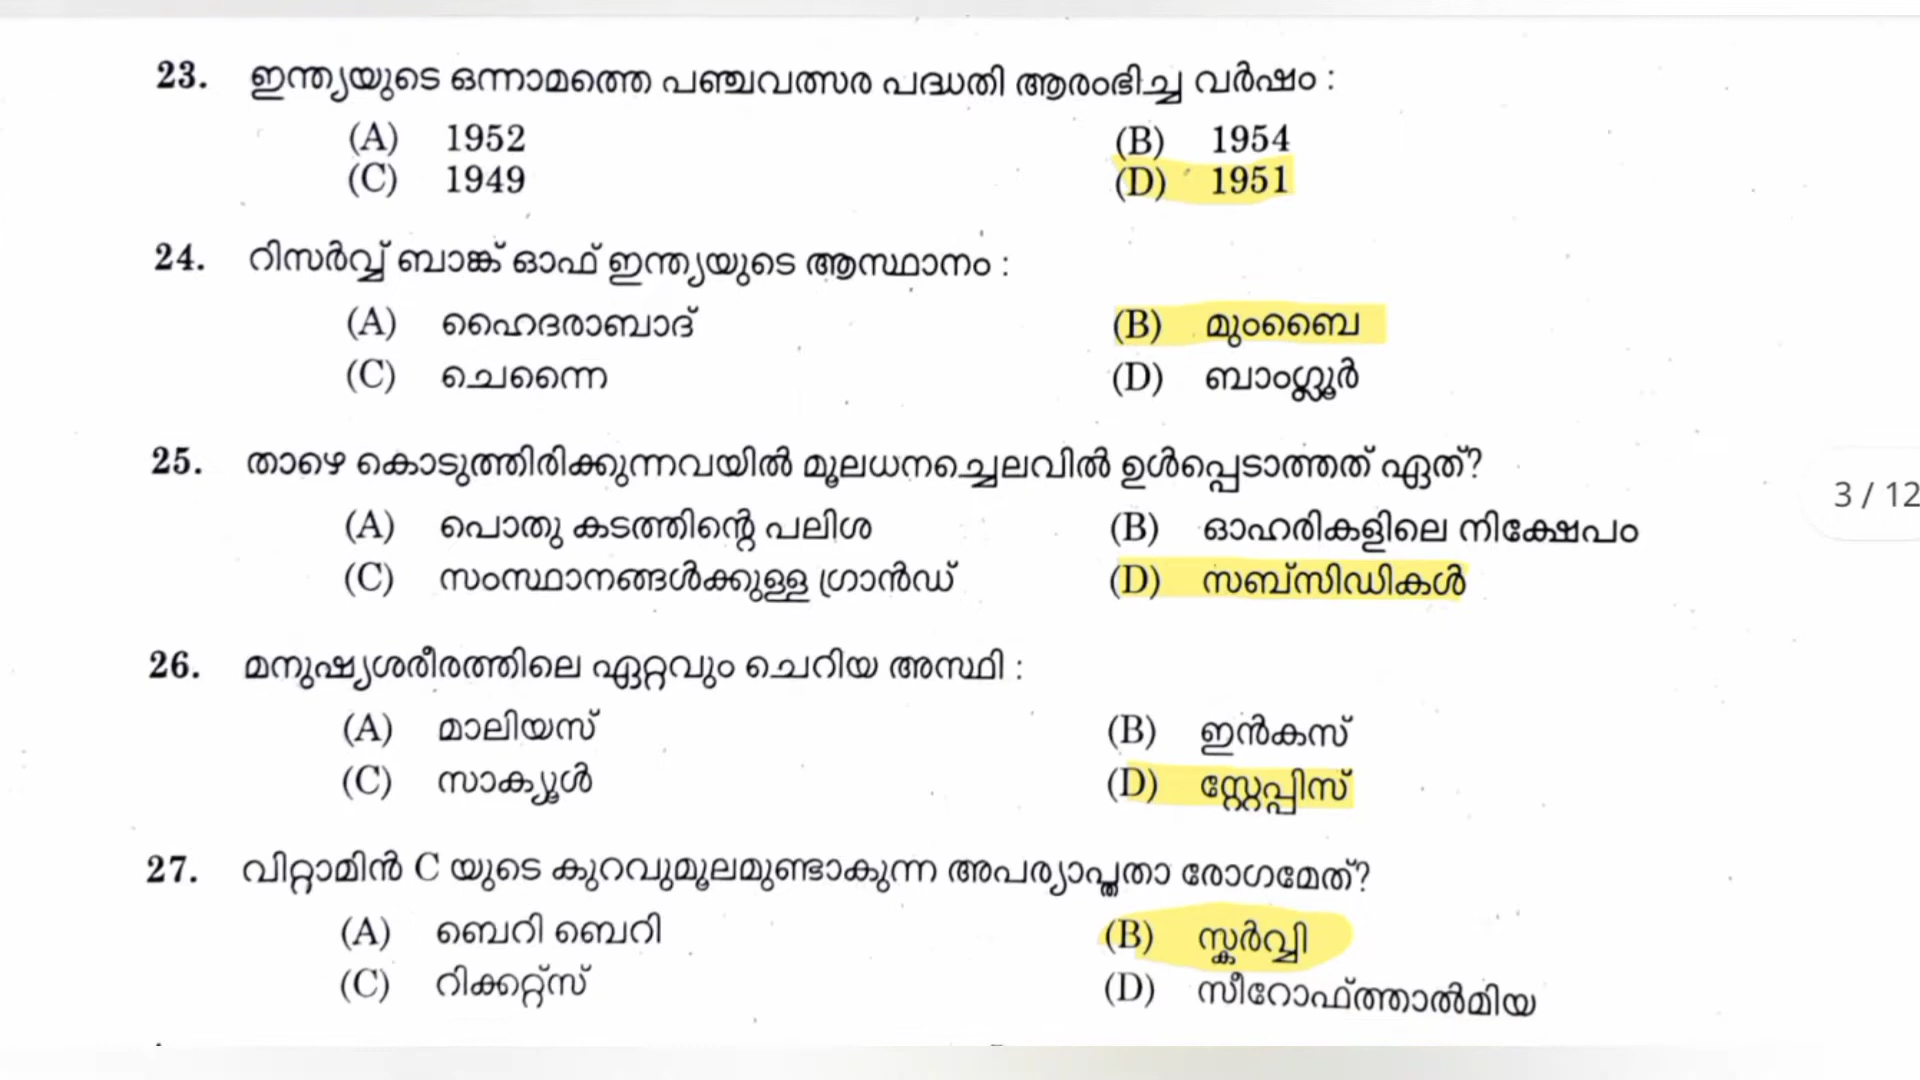 23. ഇന്ത്യയുടെ ഒന്നാമത്തെ പഞ്ചവത്സര പദ്ധതി ആരംഭിച്ച വർഷം :
(A) 1952 (B) 1954
(C) 1949 (D) 1951
24. റിസർവ്വ് ബാങ്ക് ഓഫ് ഇന്ത്യയുടെ ആസ്ഥാനം :
(A) ഹൈദരാബാദ് (B) മുംബൈ
(C) ചെന്നൈ (D) ബാംഗ്ലൂർ
25. താഴെ കൊടുത്തിരിക്കുന്നവയിൽ മൂലധനച്ചെലവിൽ ഉൾപ്പെടാത്തത് ഏത്?
(A) പൊതു കടത്തിന്റെ പലിശ (B) ഓഹരികളിലെ നിക്ഷേപം
(C) സംസ്ഥാനങ്ങൾക്കുള്ള ഗ്രാൻഡ് (D) സബ്സിഡികൾ
3 / 12
26. മനുഷ്യശരീരത്തിലെ ഏറ്റവും ചെറിയ അസ്ഥി :
(A) മാലിയസ് (B) ഇൻകസ്
(C) സാക്യൂൾ (D) സ്റ്റേപ്പിസ്
27. വിറ്റാമിൻ C യുടെ കുറവുമൂലമുണ്ടാകുന്ന അപര്യാപ്തതാ രോഗമേത്?
(A) ബെറി ബെറി (B) സ്കർവ്വി
(C) റിക്കറ്റ്സ് (D) സീറോഫ്ത്താൽമിയ